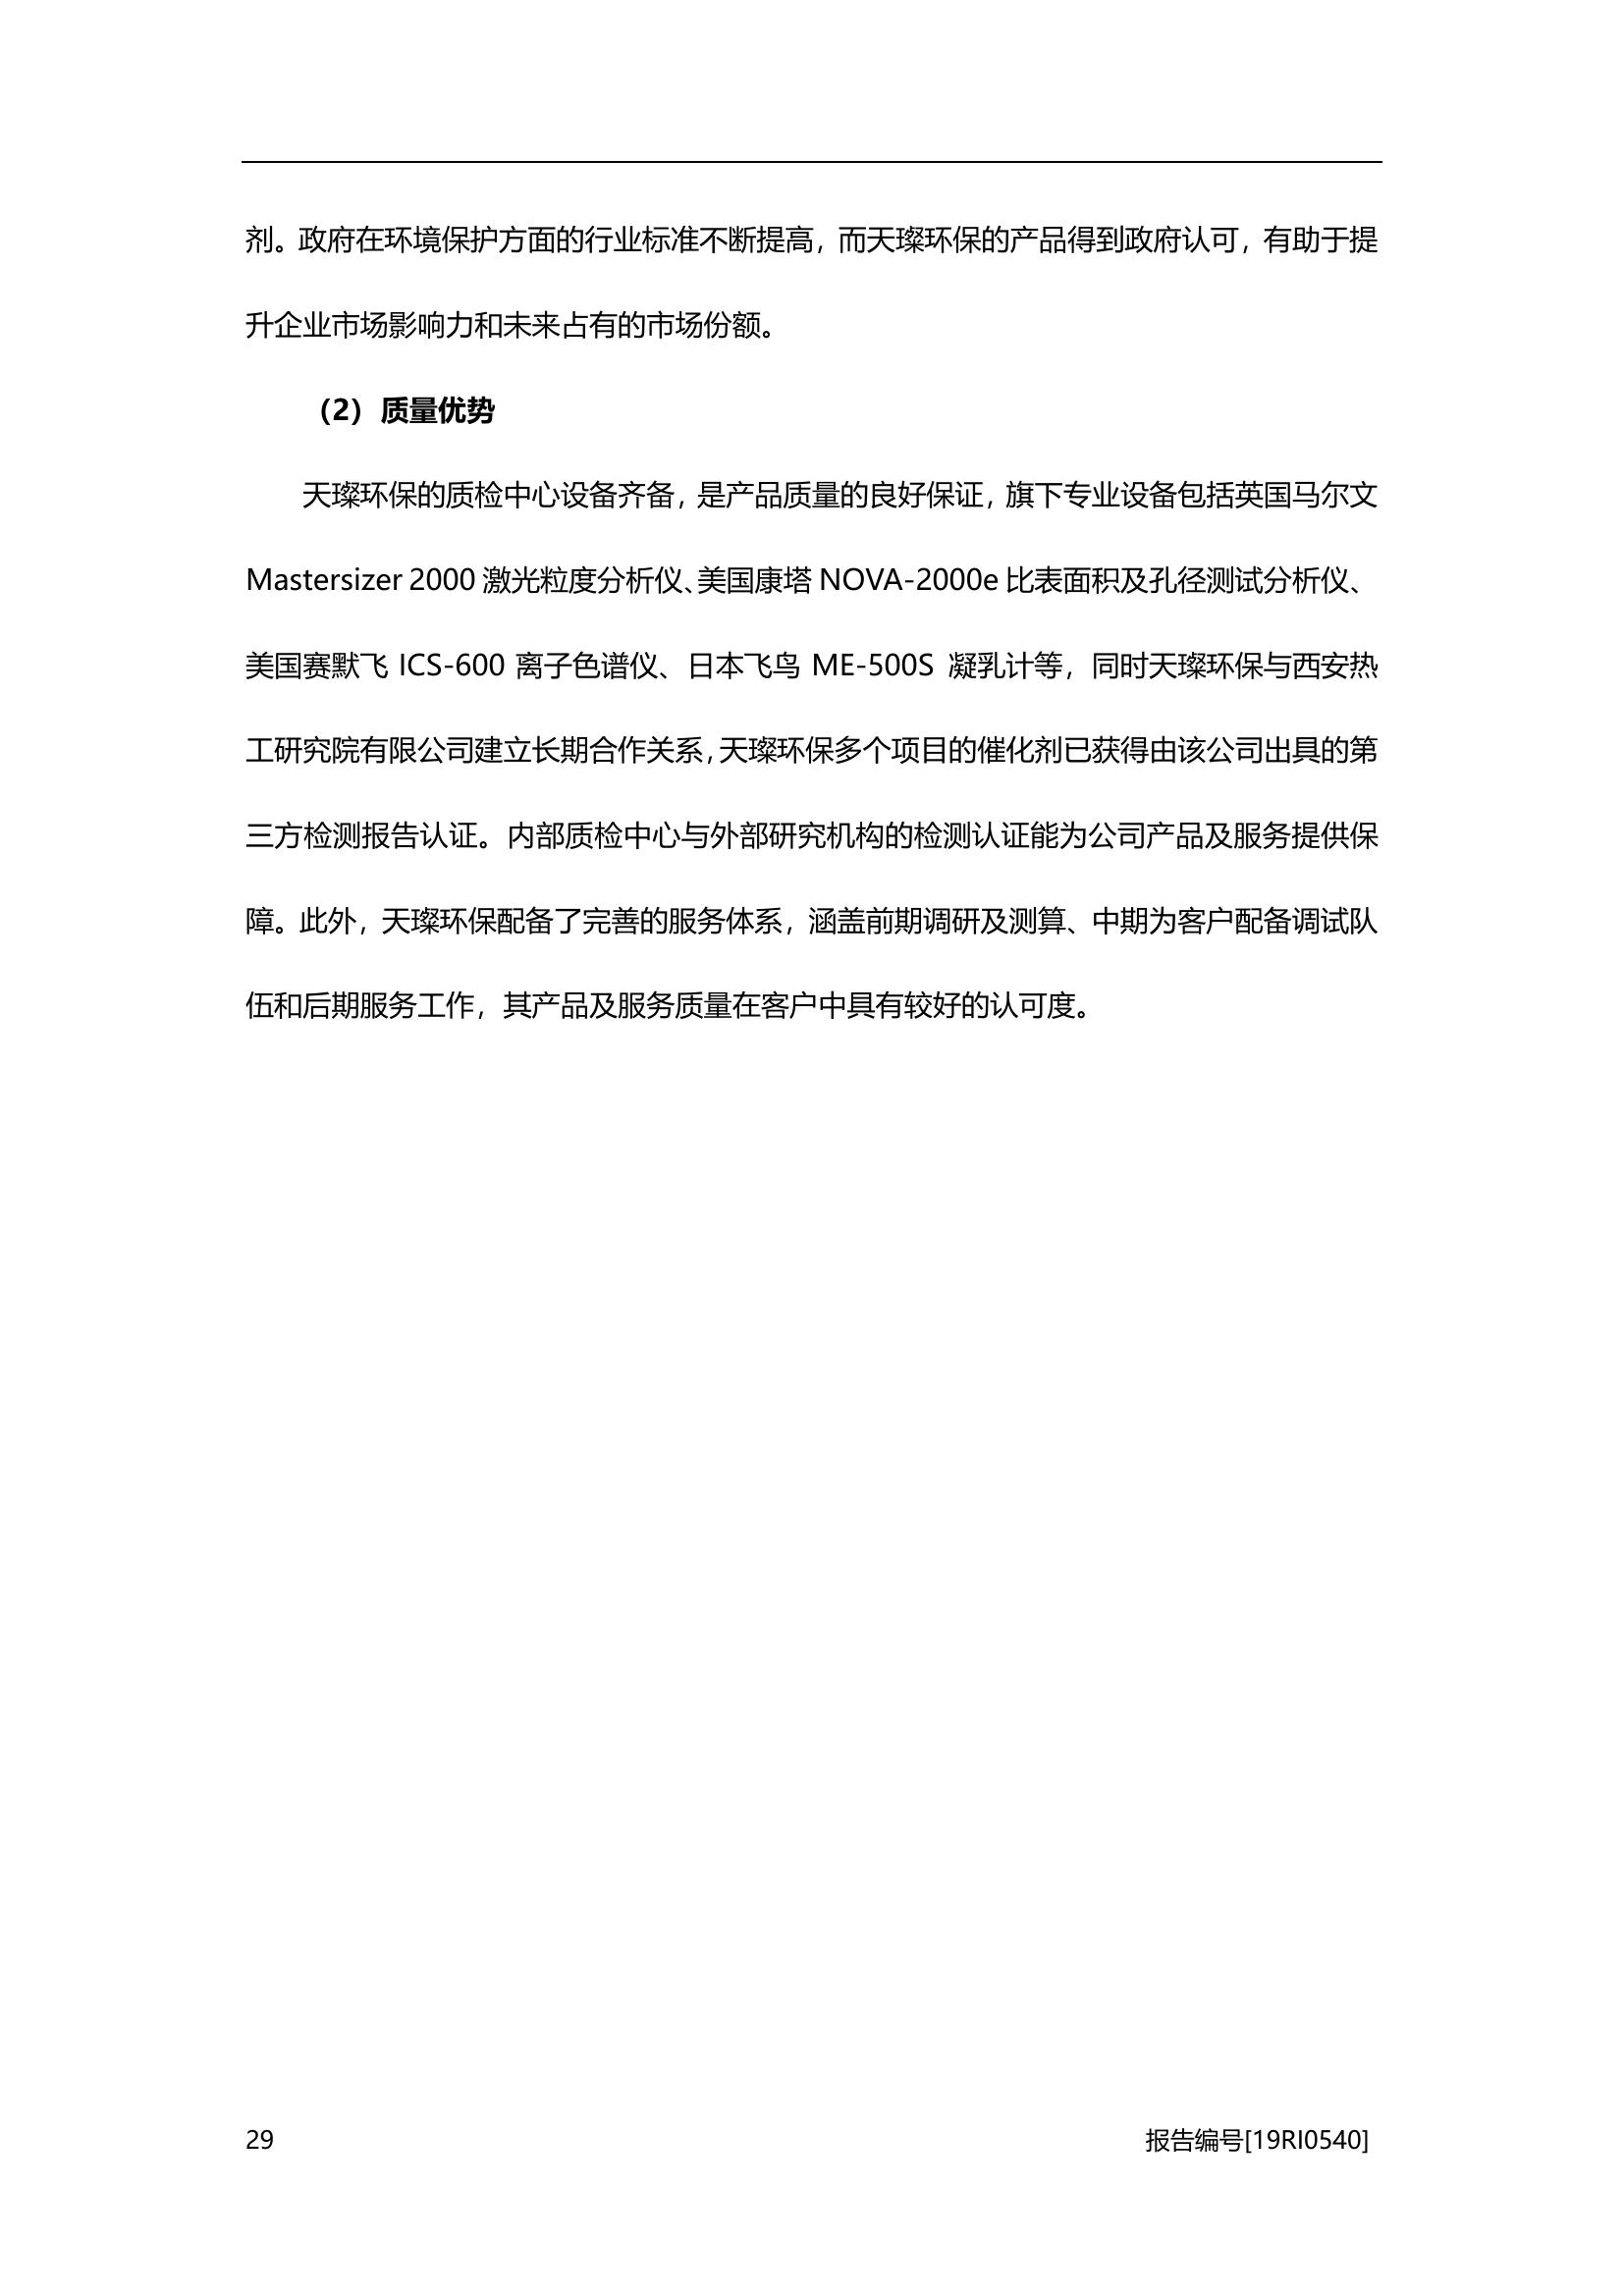 剂。政府在环境保护方面的行业标准不断提高，而天璨环保的产品得到政府认可，有助于提
升企业市场影响力和未来占有的市场份额。
（2）质量优势
天璨环保的质检中心设备齐备，是产品质量的良好保证，旗下专业设备包括英国马尔文
Mastersizer 2000 激光粒度分析仪、美国康塔 NOVA-2000e 比表面积及孔径测试分析仪、
美国赛默飞 ICS-600 离子色谱仪、日本飞鸟 ME-500S 凝乳计等，同时天璨环保与西安热
工研究院有限公司建立长期合作关系，天璨环保多个项目的催化剂已获得由该公司出具的第
三方检测报告认证。内部质检中心与外部研究机构的检测认证能为公司产品及服务提供保
障。此外，天璨环保配备了完善的服务体系，涵盖前期调研及测算、中期为客户配备调试队
伍和后期服务工作，其产品及服务质量在客户中具有较好的认可度。
29 报告编号[19RI0540]